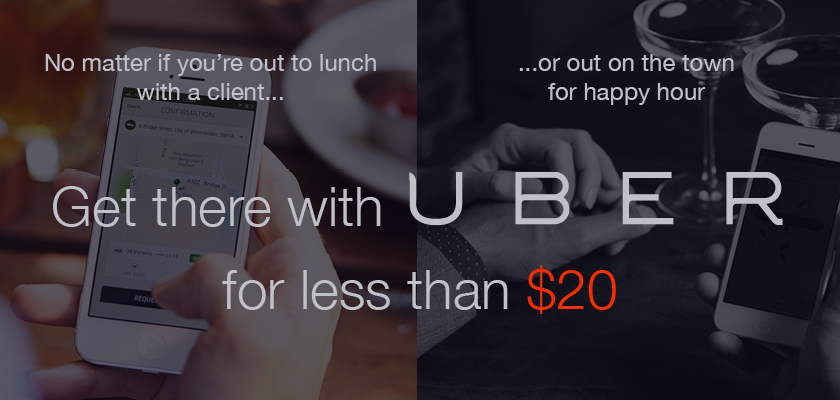 No matter if you're out to lunch
with a client...
...or out on the town
for happy hour
CONFIRMATION
Get there with UBER
for less than $20